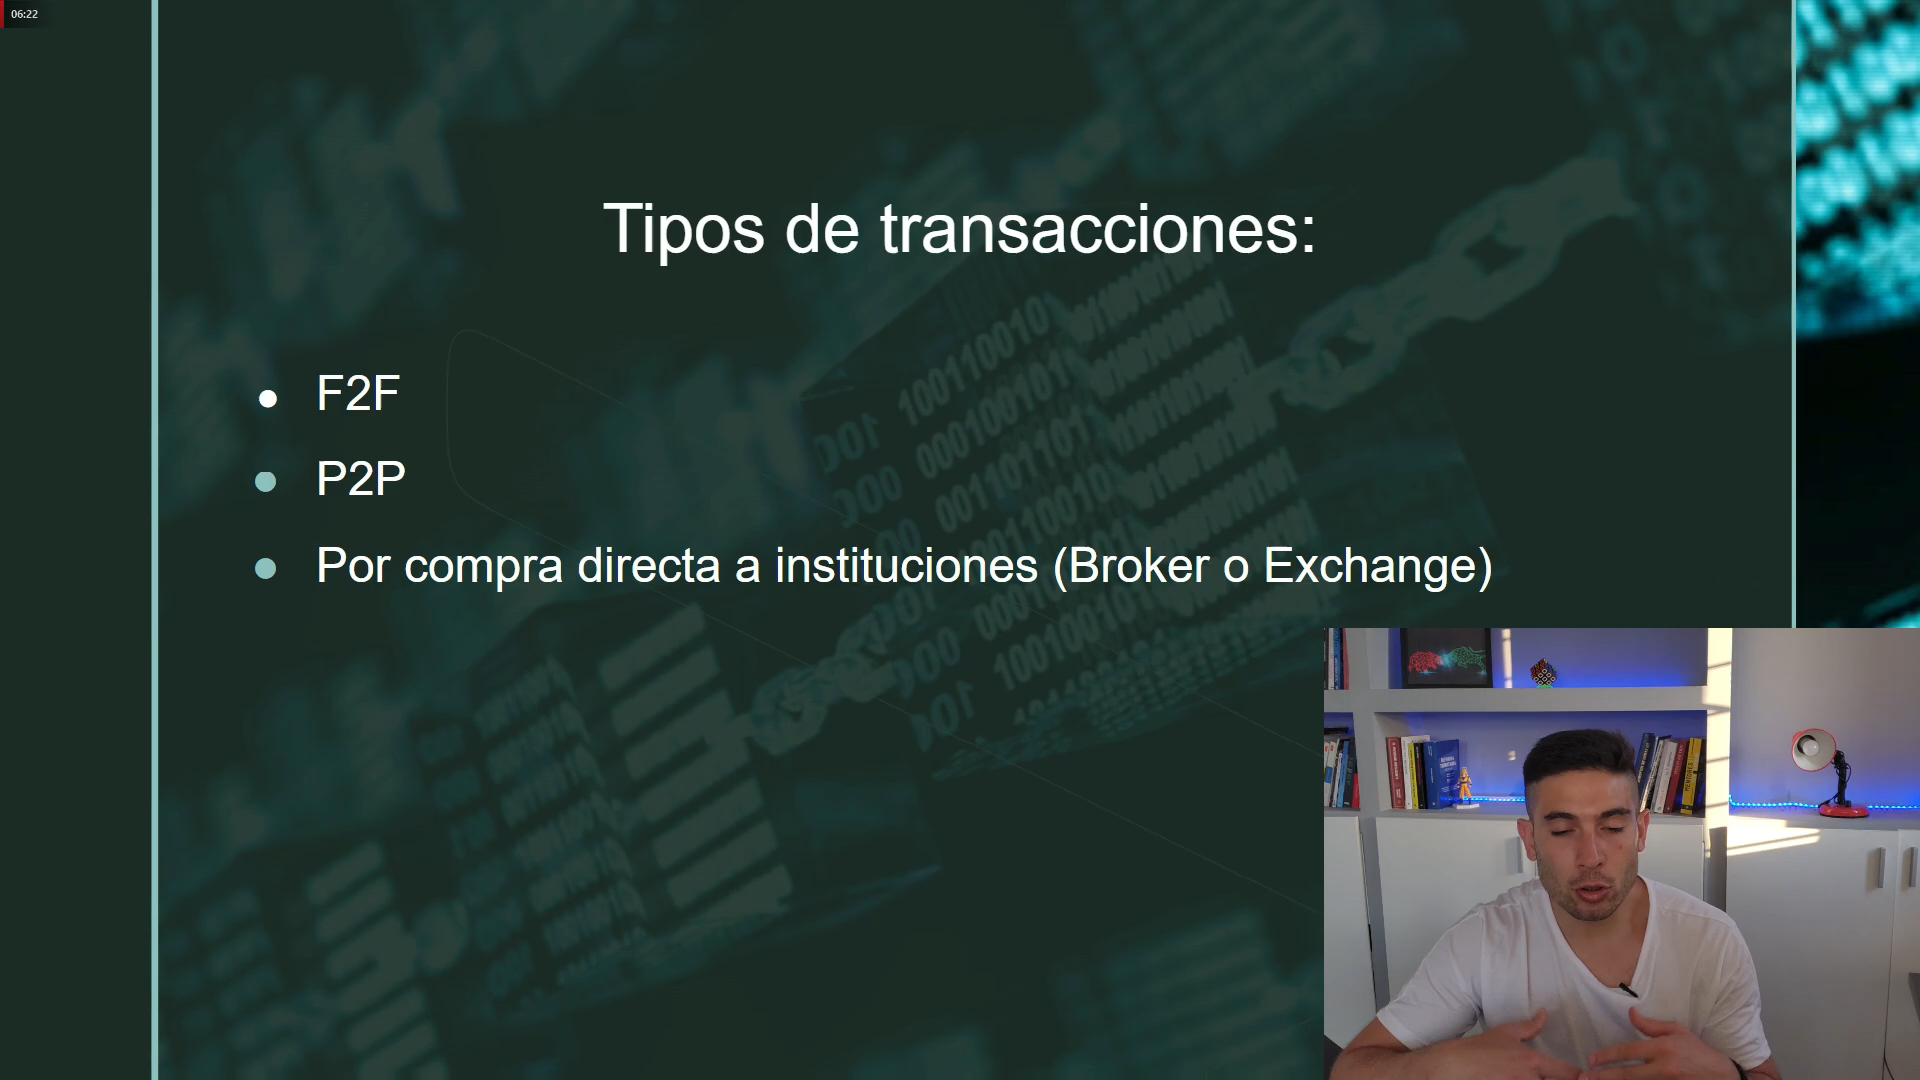 06:22
Tipos de transacciones:
F2F
P2P
Por compra directa a instituciones (Broker o Exchange)